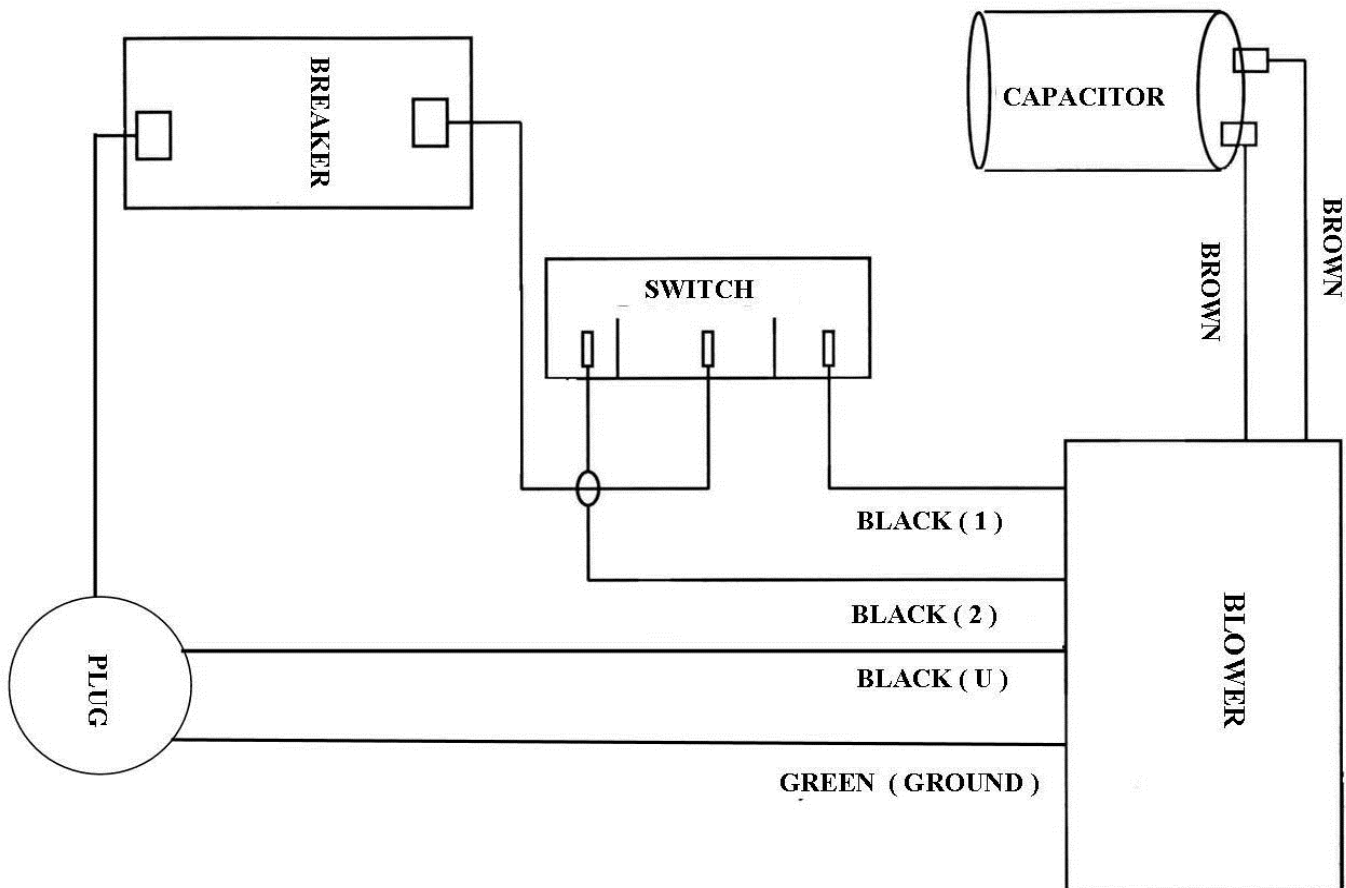 BREAKER
CAPACITOR
SWITCH
BROWN
BROWN
BLACK ( 1 )
BLACK ( 2 )
BLACK ( U )
GREEN ( GROUND )
PLUG
BLOWER